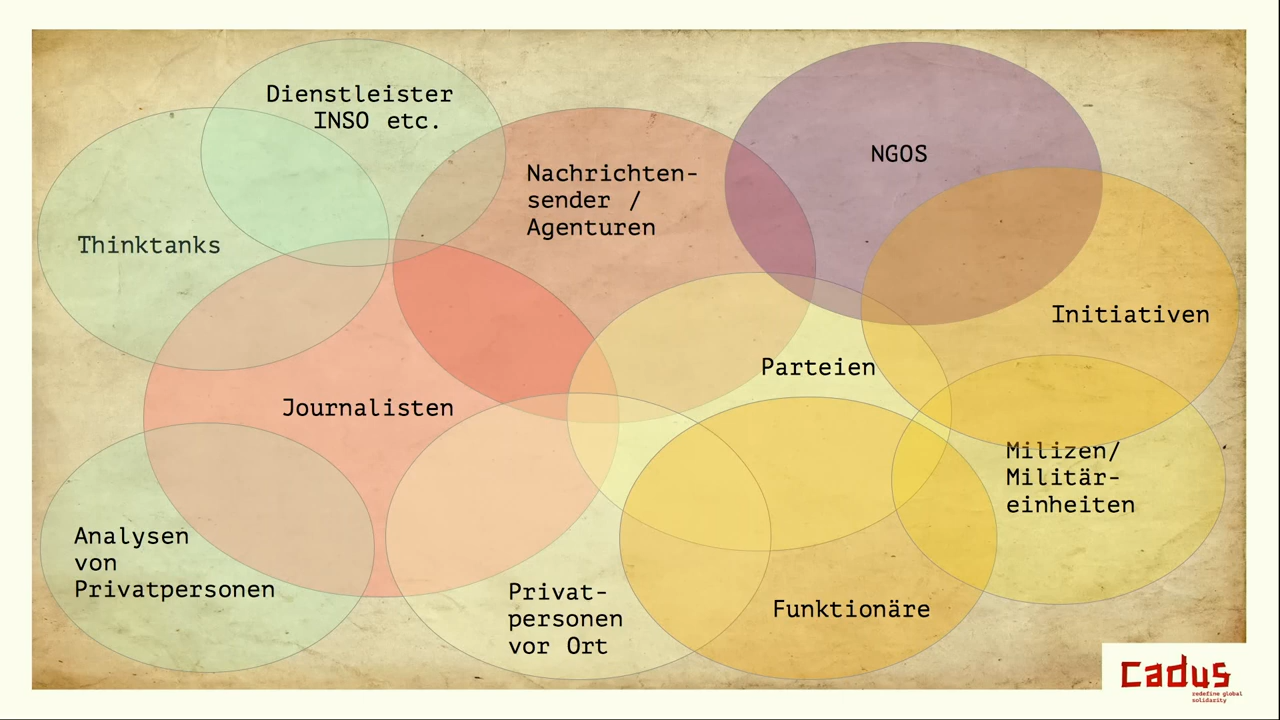 Dienstleister
INSO etc.
NGOS
Nachrichten-
sender /
Agenturen
Thinktanks
Initiativen
Parteien
Journalisten
Milizen/
Militär-
einheiten
Analysen
von
Privatpersonen
Privat-
personen
vor Ort
Funktionäre
cadus
redefine global
solidarity